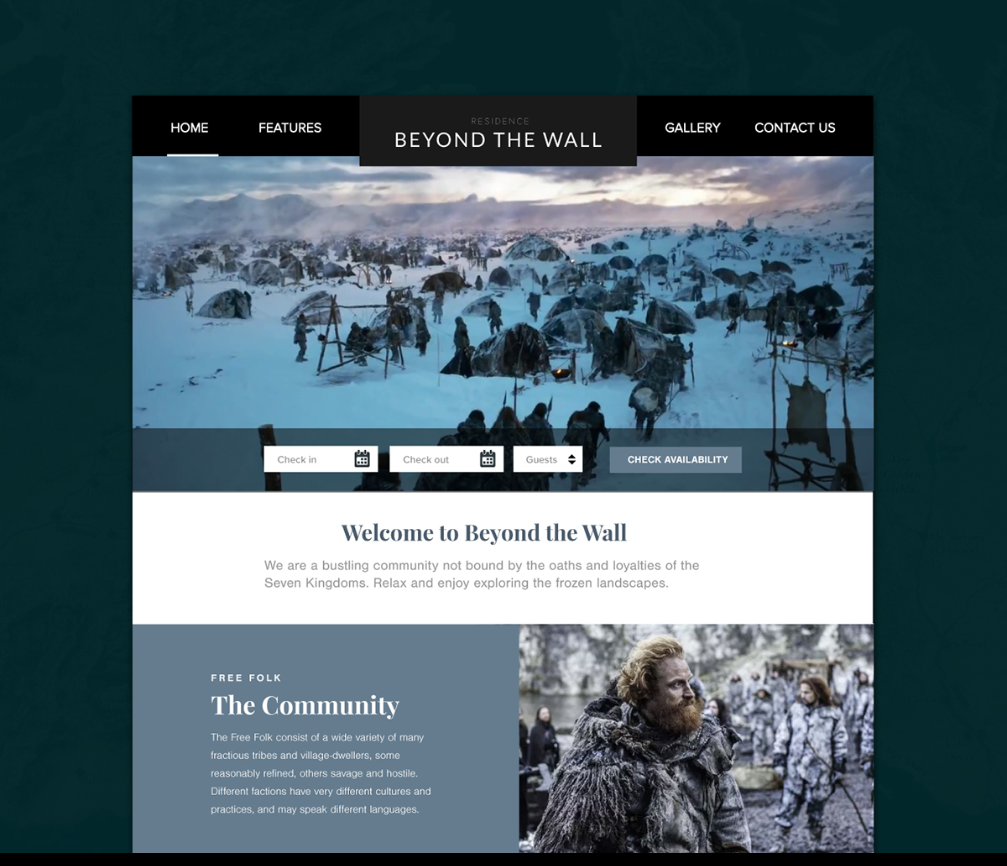 HOME
FEATURES
RESIDENCE
BEYOND THE WALL
GALLERY
CONTACT US
Check in
Check out
Guests
CHECK AVAILABILITY
Welcome to Beyond the Wall
We are a bustling community not bound by the oaths and loyalties of the
Seven Kingdoms. Relax and enjoy exploring the frozen landscapes.
FREE FOLK
The Community
The Free Folk consist of a wide variety of many
fractious tribes and village-dwellers, some
reasonably refined, others savage and hostile.
Different factions have very different cultures and
practices, and may speak different languages.